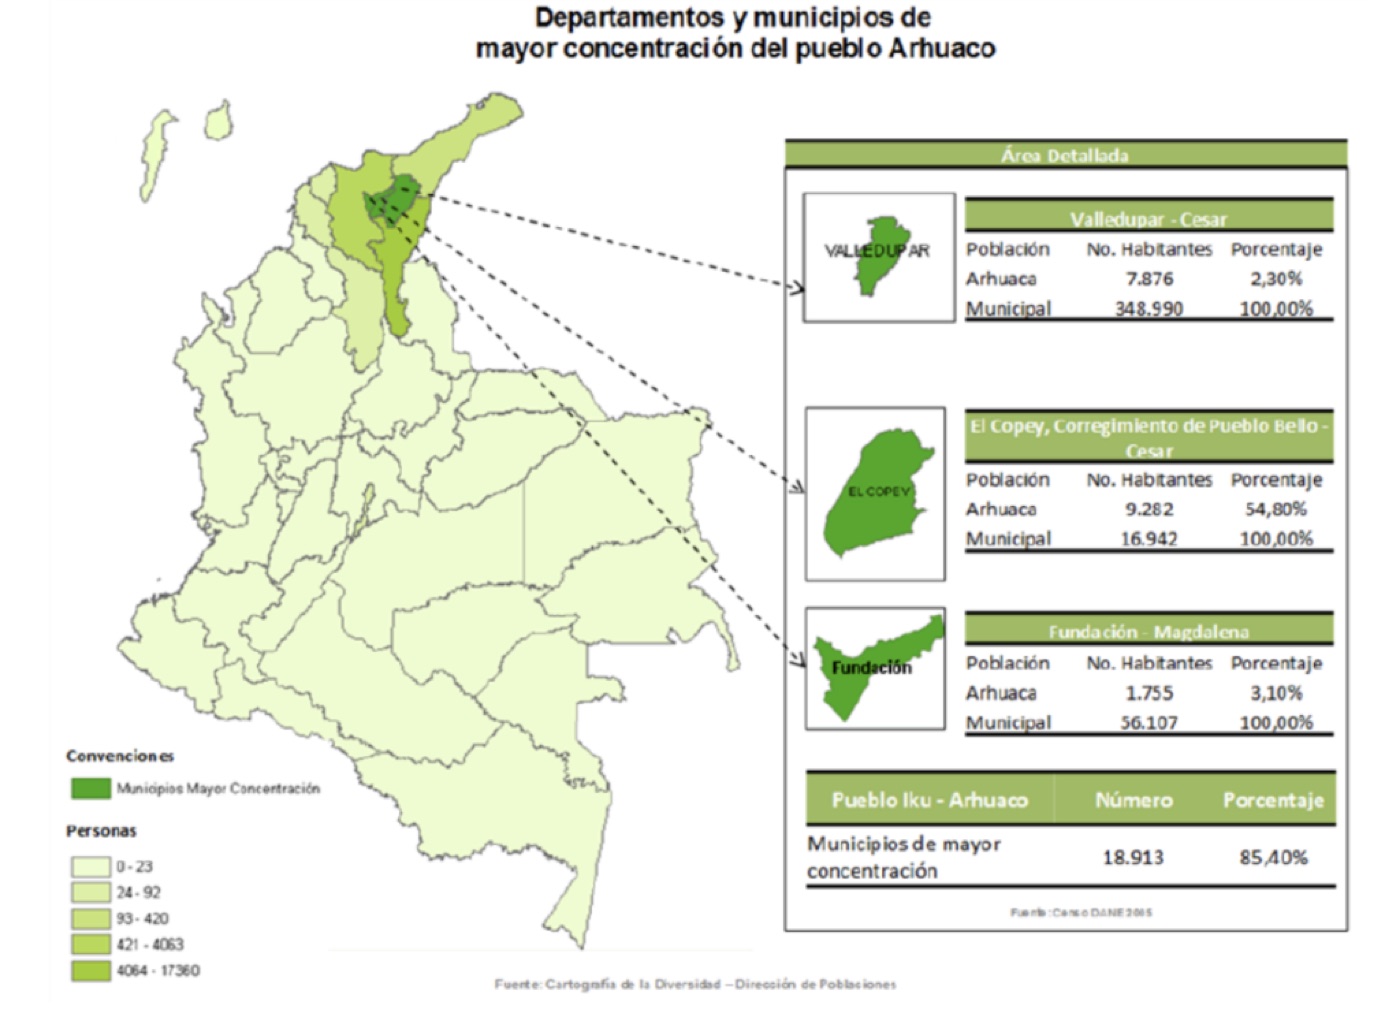 Departamentos y municipios de
mayor concentración del pueblo Arhuaco
Área Detallada
VALLEDUPAR
Valledupar - Cesar
Población No. Habitantes Porcentaje
Arhuaca 7.876 2,30%
Municipal 348.990 100,00%
EL COPEY
El Copey, Corregimiento de Pueblo Bello -
Cesar
Población No. Habitantes Porcentaje
Arhuaca 9.282 54,80%
Municipal 16.942 100,00%
Fundación
Fundación - Magdalena
Población No. Habitantes Porcentaje
Arhuaca 1.755 3,10%
Municipal 56.107 100,00%
Pueblo Iku - Arhuaco Número Porcentaje
Municipios de mayor
concentración 18.913 85,40%
Fuente: Censo DANE 2005
Convenciones
Municipios Mayor Concentración
Personas
0 - 23
24 - 92
93 - 420
421 - 4063
4064 - 17360
Fuente: Cartografía de la Diversidad – Dirección de Poblaciones